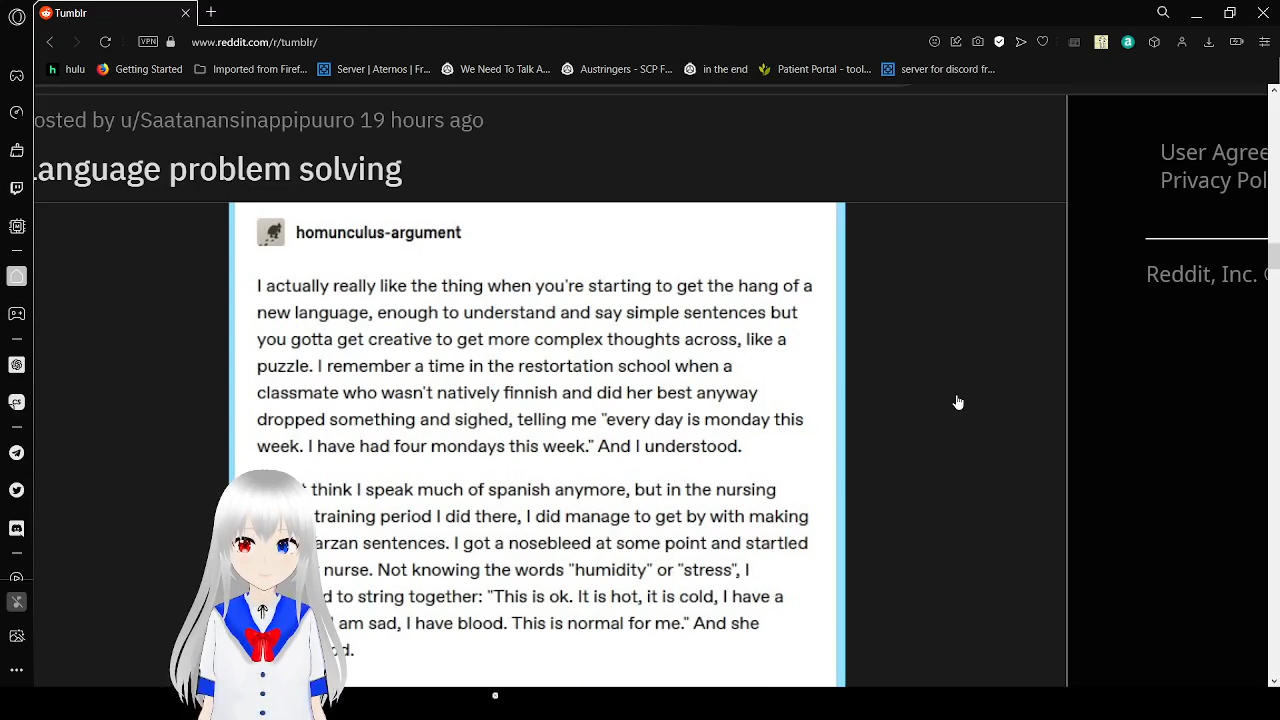 Tumblr
www.reddit.com/r/tumblr/
VPN
hulu
Getting Started
Imported from Firef...
Server | Aternos | Fr...
We Need To Talk A...
Austringers - SCP F...
in the end
Patient Portal - tool...
server for discord fr...
osted by u/Saatanansinappipuuro 19 hours ago
anguage problem solving
User Agree
Privacy Pol
Reddit, Inc. ©
homunculus-argument
I actually really like the thing when you're starting to get the hang of a
new language, enough to understand and say simple sentences but
you gotta get creative to get more complex thoughts across, like a
puzzle. I remember a time in the restortation school when a
classmate who wasn't natively finnish and did her best anyway
dropped something and sighed, telling me "every day is monday this
week. I have had four mondays this week." And I understood.
think I speak much of spanish anymore, but in the nursing
training period I did there, I did manage to get by with making
arzan sentences. I got a nosebleed at some point and startled
nurse. Not knowing the words "humidity" or "stress", I
d to string together: "This is ok. It is hot, it is cold, I have a
am sad, I have blood. This is normal for me." And she
d.